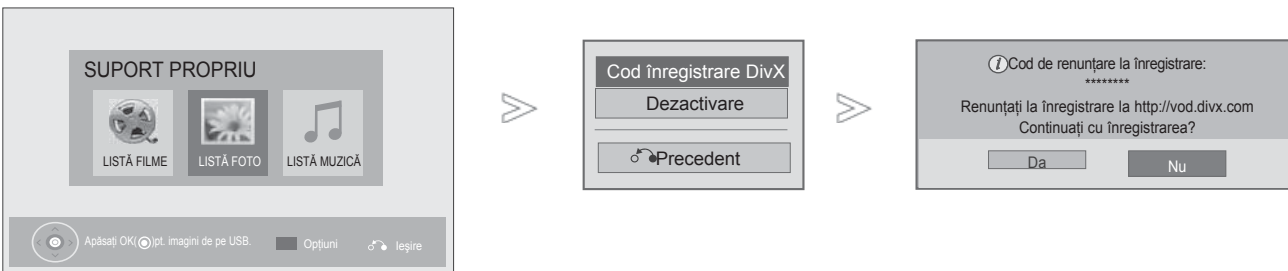 SUPORT PROPRIU
LISTĂ FILME
LISTĂ FOTO
LISTĂ MUZICĂ
Apăsați OK(◉)pt. imagini de pe USB.
Opțiuni
Ieșire
Cod înregistrare DivX
Dezactivare
Precedent
Cod de renunțare la înregistrare:
********
Renunțați la înregistrare la http://vod.divx.com
Continuați cu înregistrarea?
Da
Nu